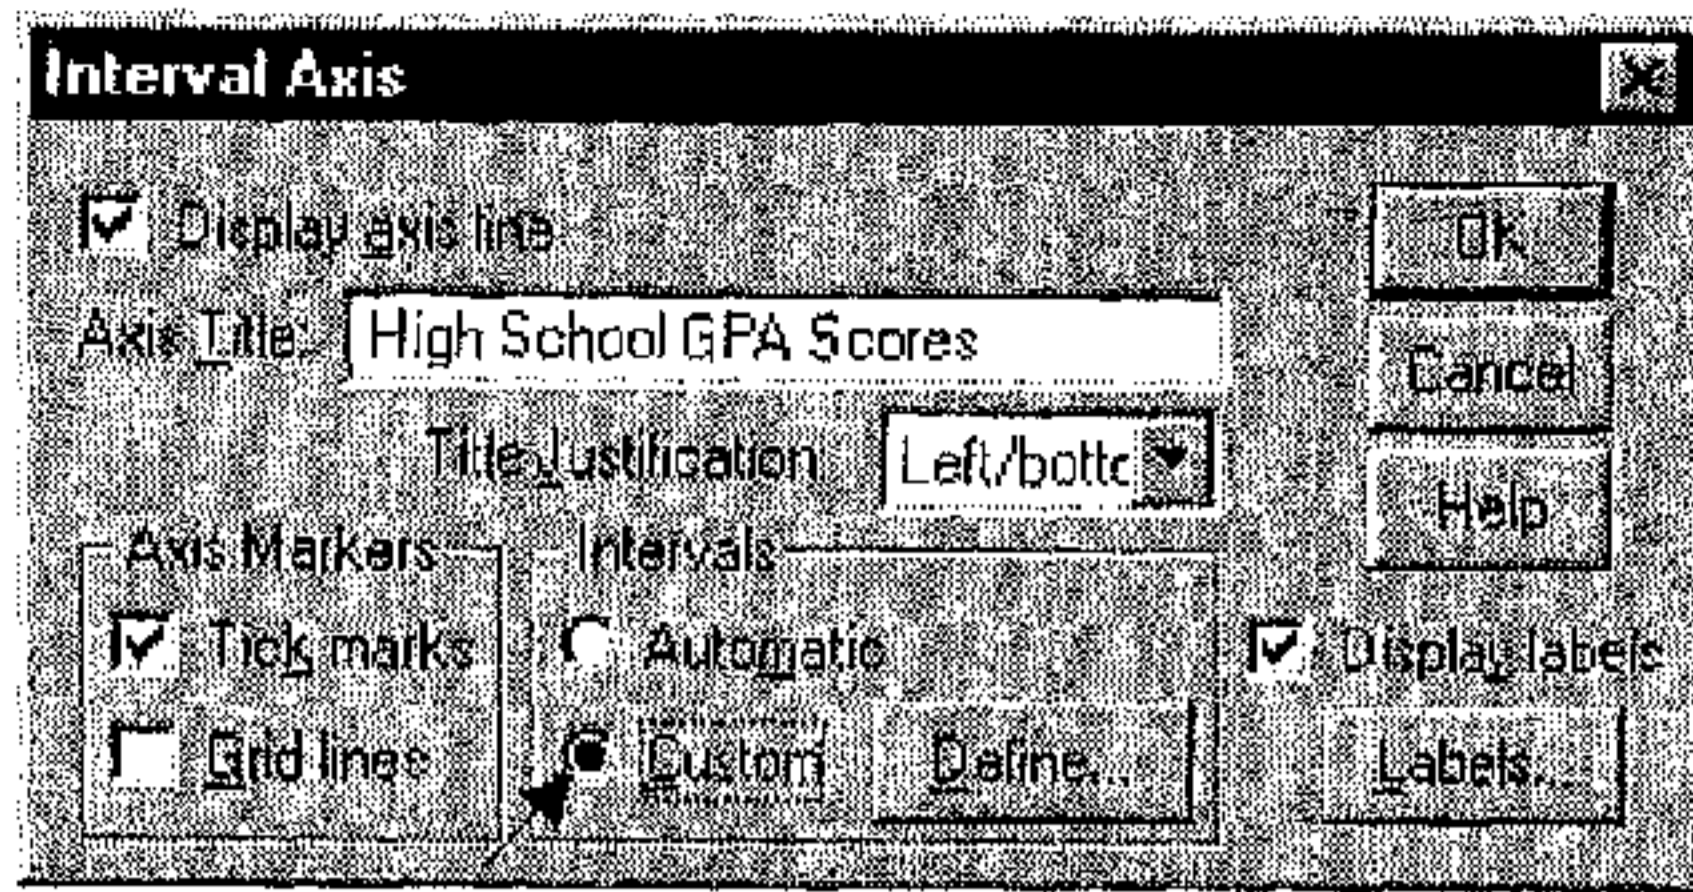 Interval Axis
Display axis line
OK
Axis Title: High School GPA Scores
Cancel
Title Justification Left/botto
Help
Axis Markers Intervals
Tick marks Automatic Display labels
Grid lines Custom Define... Labels...